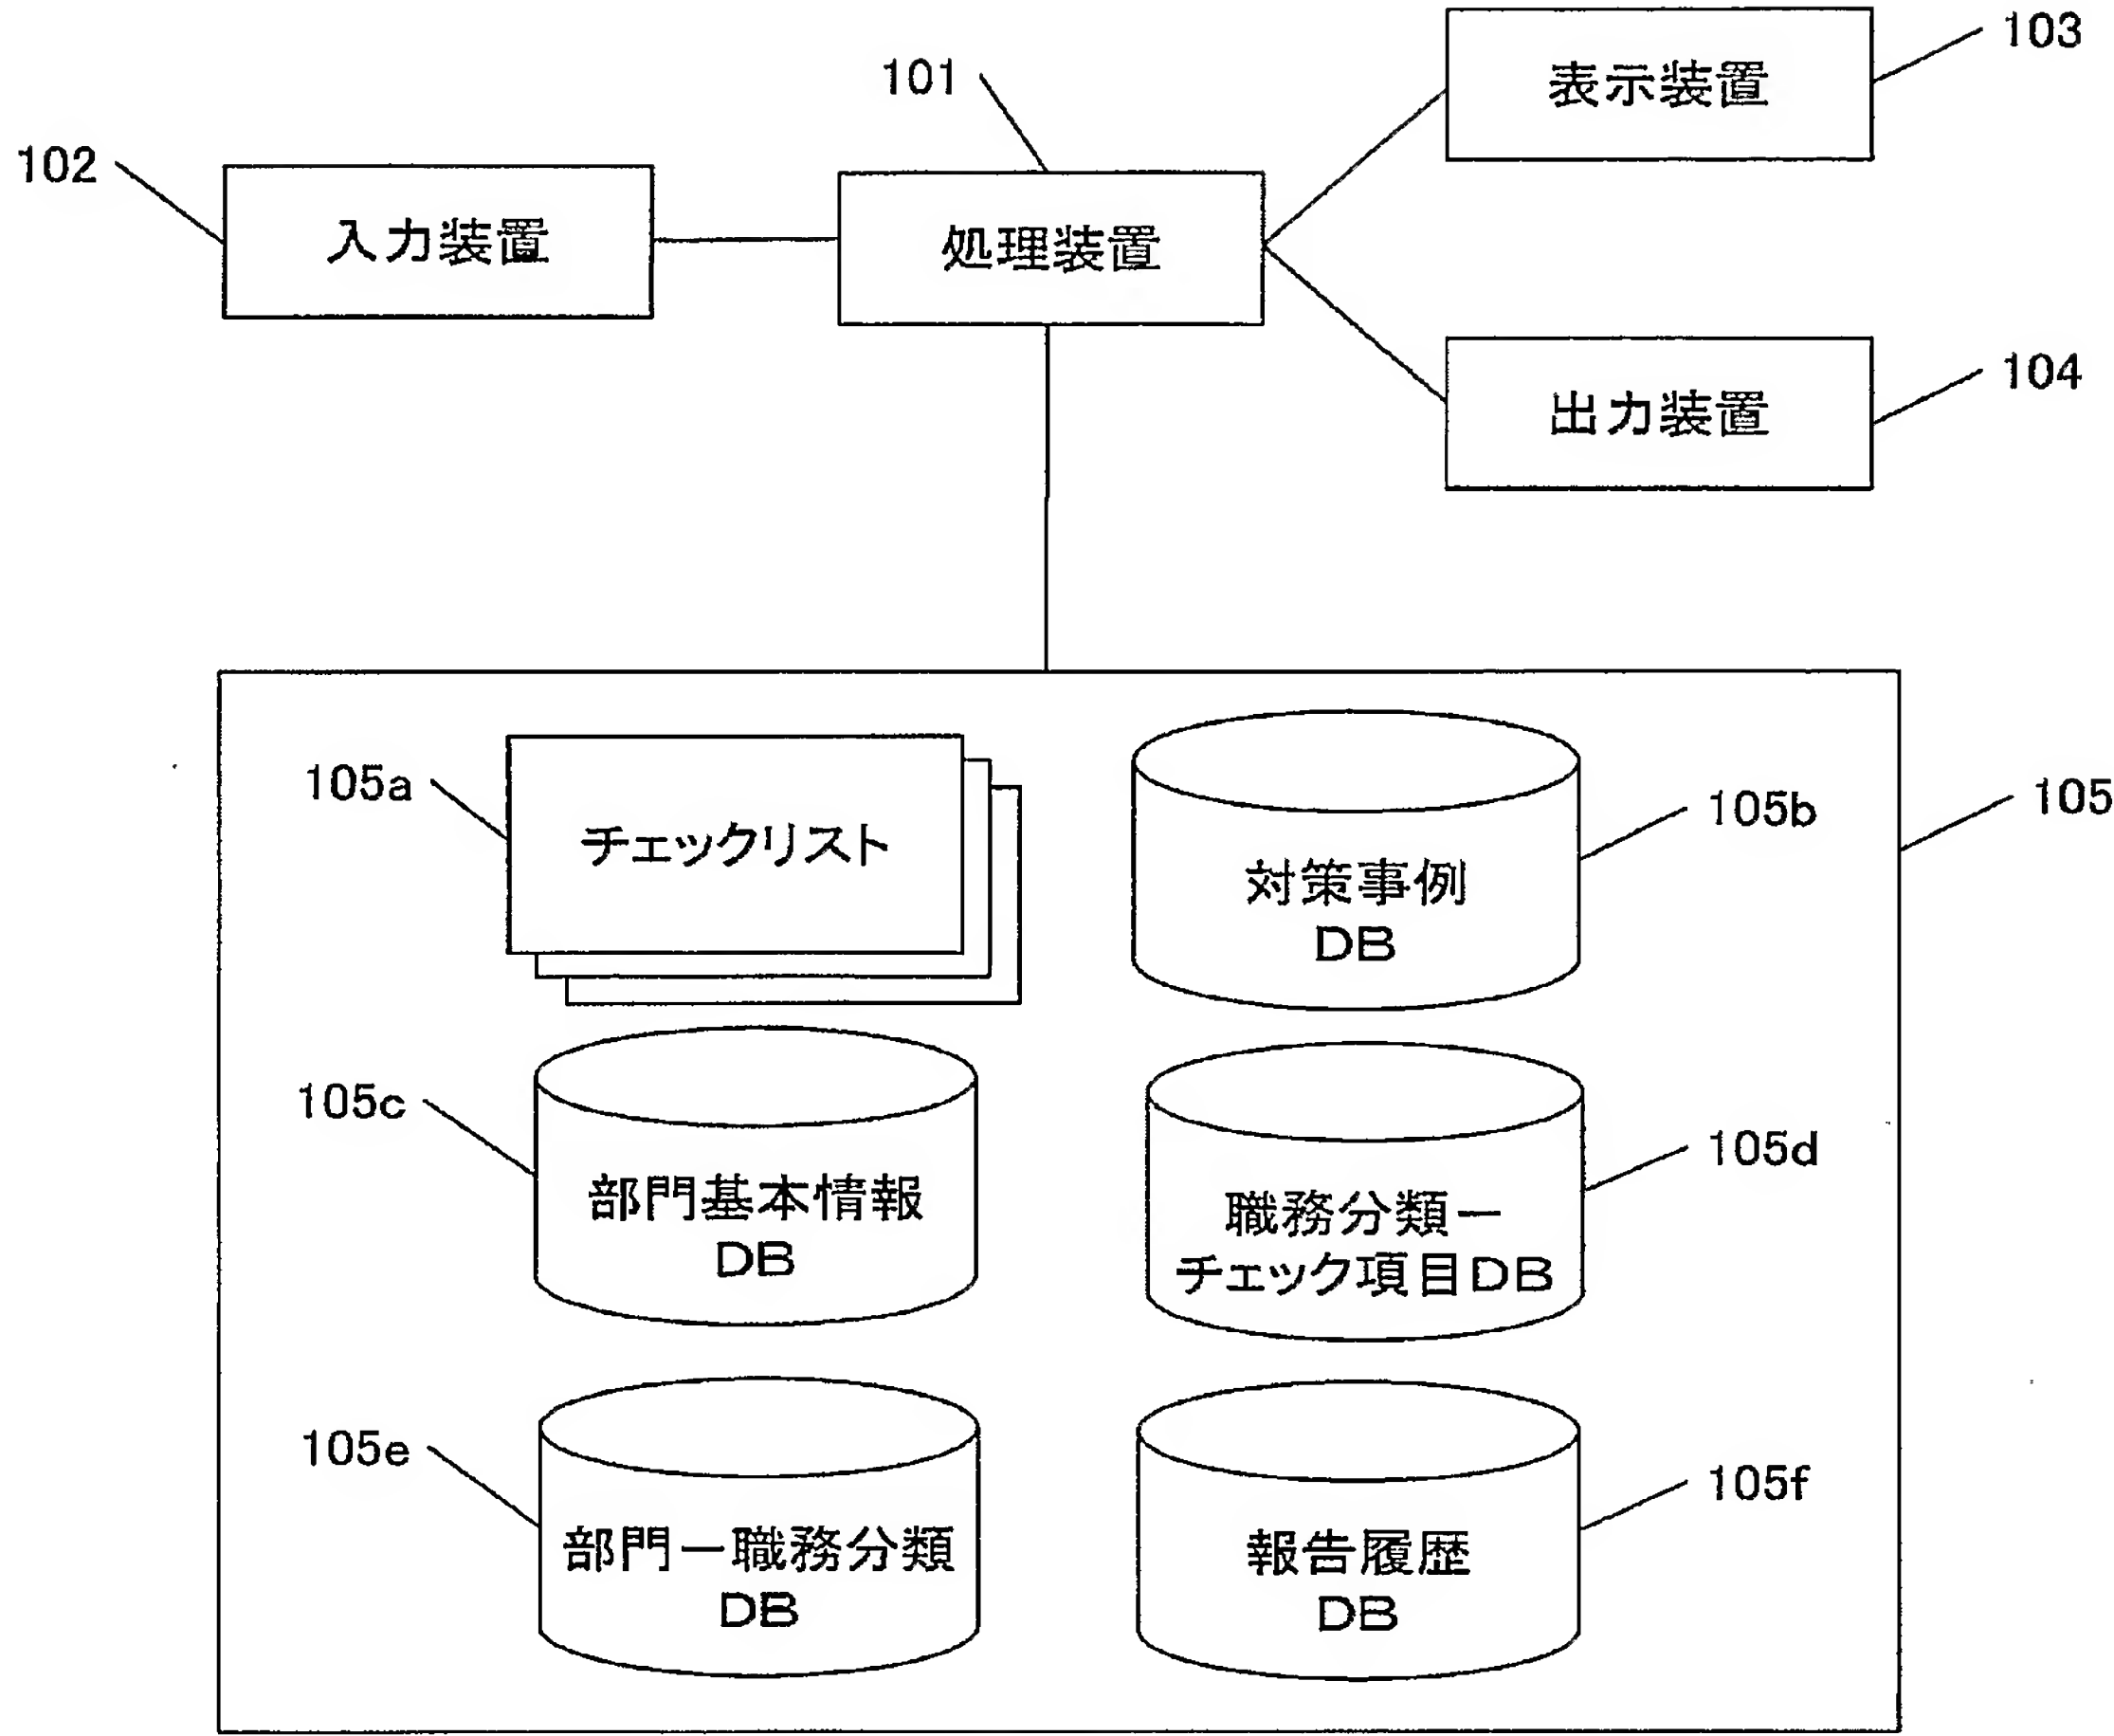 103
表示装置
101
102
入力装置
処理装置
104
出力装置
105a
チェックリスト
105b
対策事例
DB
105
105c
部門基本情報
DB
105d
職務分類－
チェック項目DB
105e
部門－職務分類
DB
105f
報告履歴
DB